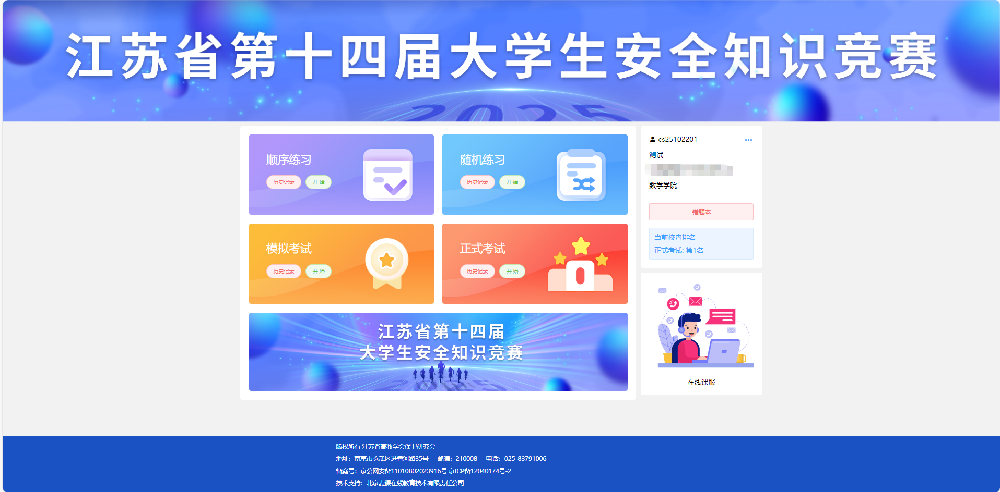 江苏省第十四届大学生安全知识竞赛
2025
顺序练习
历史记录 开始
随机练习
历史记录 开始
模拟考试
历史记录 开始
正式考试
历史记录 开始
江苏省第十四届
大学生安全知识竞赛
2025
cs25102201
测试
数学学院
错题本
当前校内排名
正式考试: 第1名
在线课服
版权所有 江苏省高教学会保卫研究会
地址：南京市玄武区进香河路35号 邮编：210008 电话：025-83791006
备案号：京公网安备11010802023916号 京ICP备12040174号-2
技术支持：北京麦课在线教育技术有限责任公司